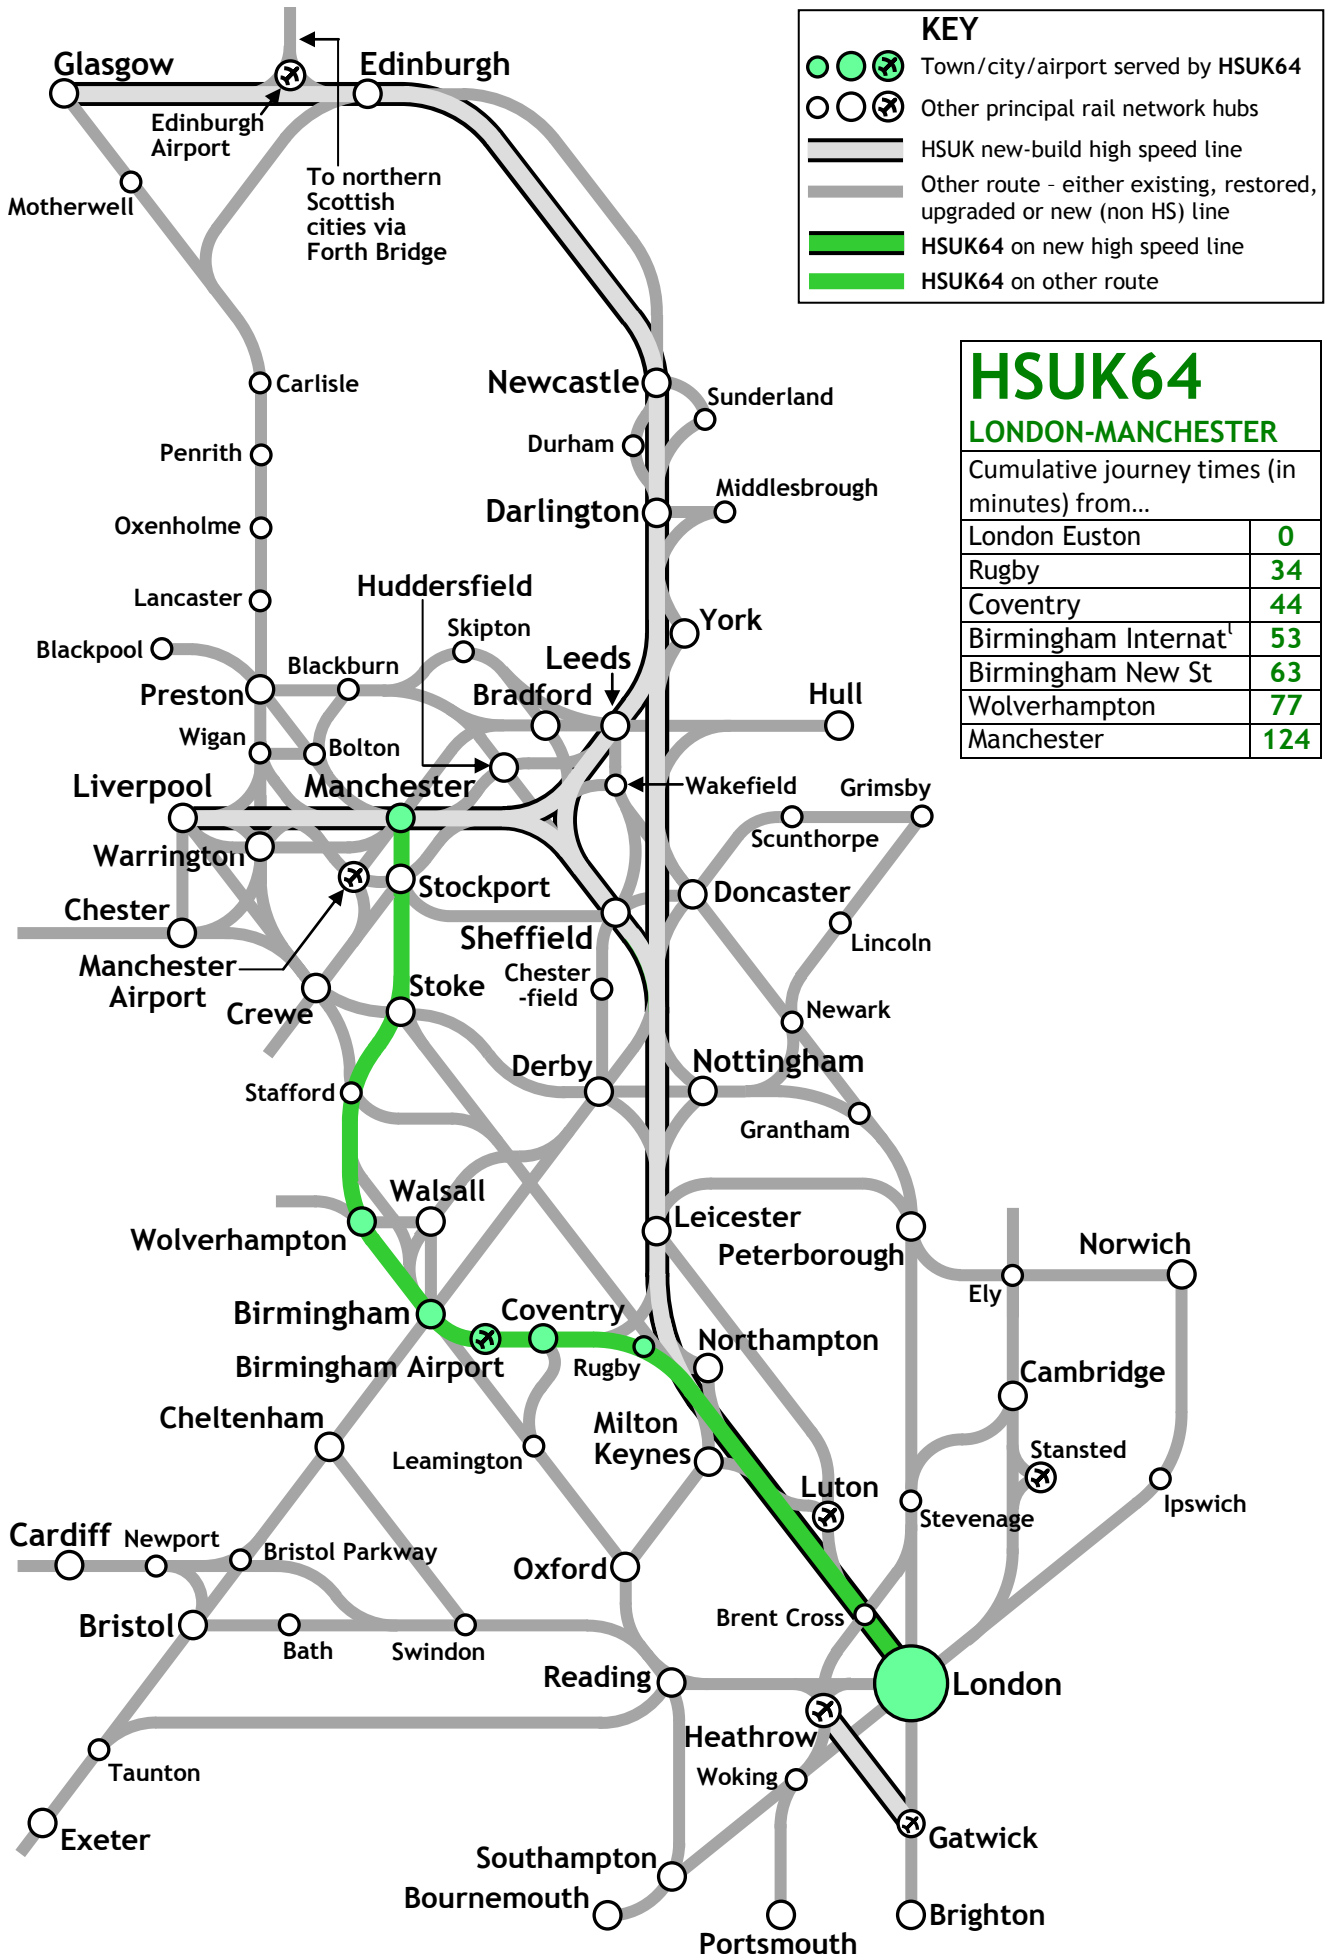 KEY
Town/city/airport served by HSUK64
Other principal rail network hubs
HSUK new-build high speed line
Other route - either existing, restored,
upgraded or new (non HS) line
HSUK64 on new high speed line
HSUK64 on other route
HSUK64
LONDON-MANCHESTER
Cumulative journey times (in
minutes) from...
London Euston 0
Rugby 34
Coventry 44
Birmingham Internatˡ 53
Birmingham New St 63
Wolverhampton 77
Manchester 124
Glasgow
Edinburgh
Edinburgh
Airport
To northern
Scottish
cities via
Forth Bridge
Motherwell
Carlisle
Newcastle
Sunderland
Durham
Penrith
Middlesbrough
Darlington
Oxenholme
Huddersfield
Lancaster
Skipton
York
Blackpool
Blackburn
Leeds
Preston
Bradford
Hull
Wigan
Bolton
Liverpool
Manchester
Wakefield
Grimsby
Scunthorpe
Warrington
Stockport
Doncaster
Chester
Sheffield
Lincoln
Manchester
Airport
Chester
-field
Stoke
Crewe
Newark
Derby
Nottingham
Stafford
Grantham
Walsall
Leicester
Wolverhampton
Peterborough
Norwich
Ely
Birmingham
Coventry
Birmingham Airport
Rugby
Northampton
Cambridge
Cheltenham
Milton
Keynes
Leamington
Stansted
Luton
Ipswich
Stevenage
Cardiff
Newport
Bristol Parkway
Oxford
Bristol
Bath
Swindon
Brent Cross
Reading
London
Heathrow
Taunton
Woking
Exeter
Gatwick
Southampton
Bournemouth
Portsmouth
Brighton